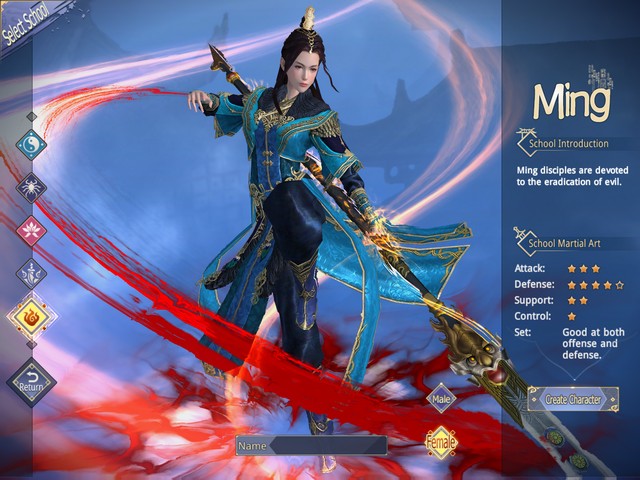 Select School
Ming
School Introduction
Ming disciples are devoted
to the eradication of evil.
School Martial Art
Attack:
Defense:
Support:
Control:
Set: Good at both
offense and
defense.
Return
Male
Create Character
Name
Female